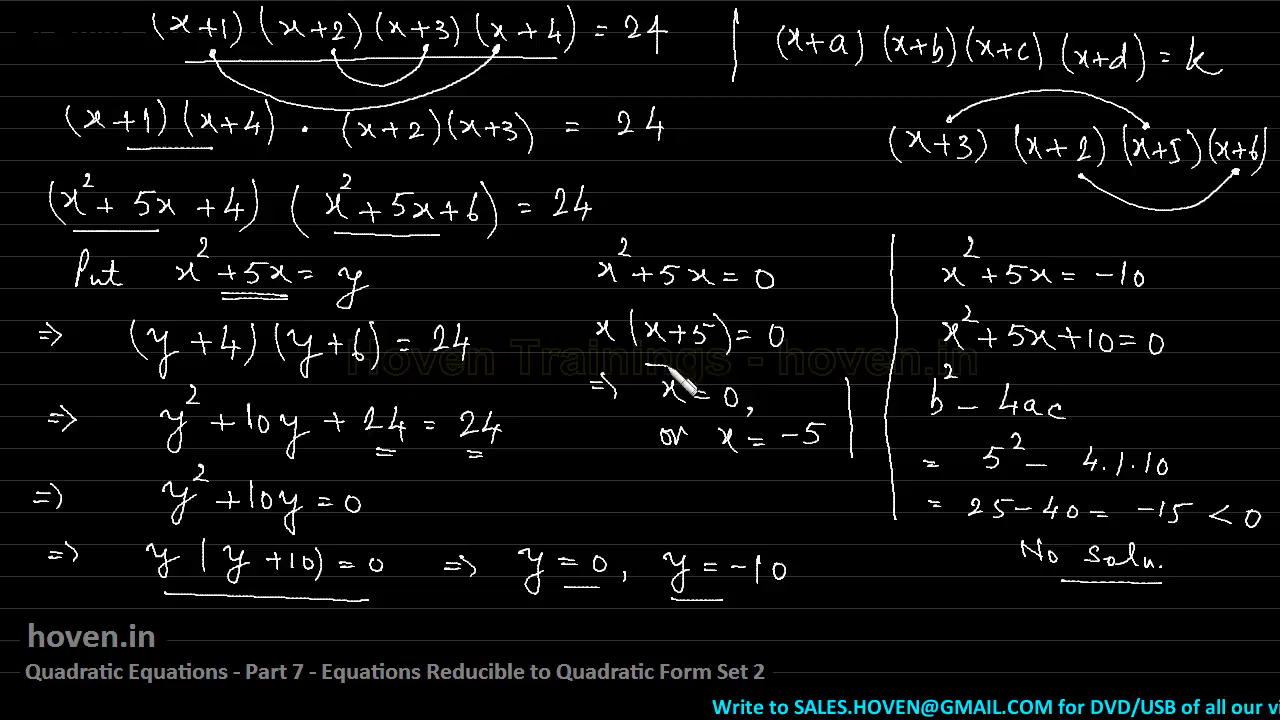 (x+1) (x+2) (x+3) (x+4) = 24
(x+1) (x+4) · (x+2) (x+3) = 24
(x² + 5x + 4) (x² + 5x + 6) = 24
Put x² + 5x = y
⇒ (y + 4) (y + 6) = 24
⇒ y² + 10y + 24 = 24
⇒ y² + 10y = 0
⇒ y (y + 10) = 0 ⇒ y = 0, y = -10
x² + 5x = 0
x (x + 5) = 0
⇒ x = 0,
or x = -5
(x+a) (x+b) (x+c) (x+d) = k
(x+3) (x+2) (x+5) (x+6)
x² + 5x = -10
x² + 5x + 10 = 0
b² - 4ac
= 5² - 4.1.10
= 25 - 40 = -15 < 0
No soln.
Hoven Trainings - hoven.in
hoven.in
Quadratic Equations - Part 7 - Equations Reducible to Quadratic Form Set 2
Write to SALES.HOVEN@GMAIL.COM for DVD/USB of all our vi